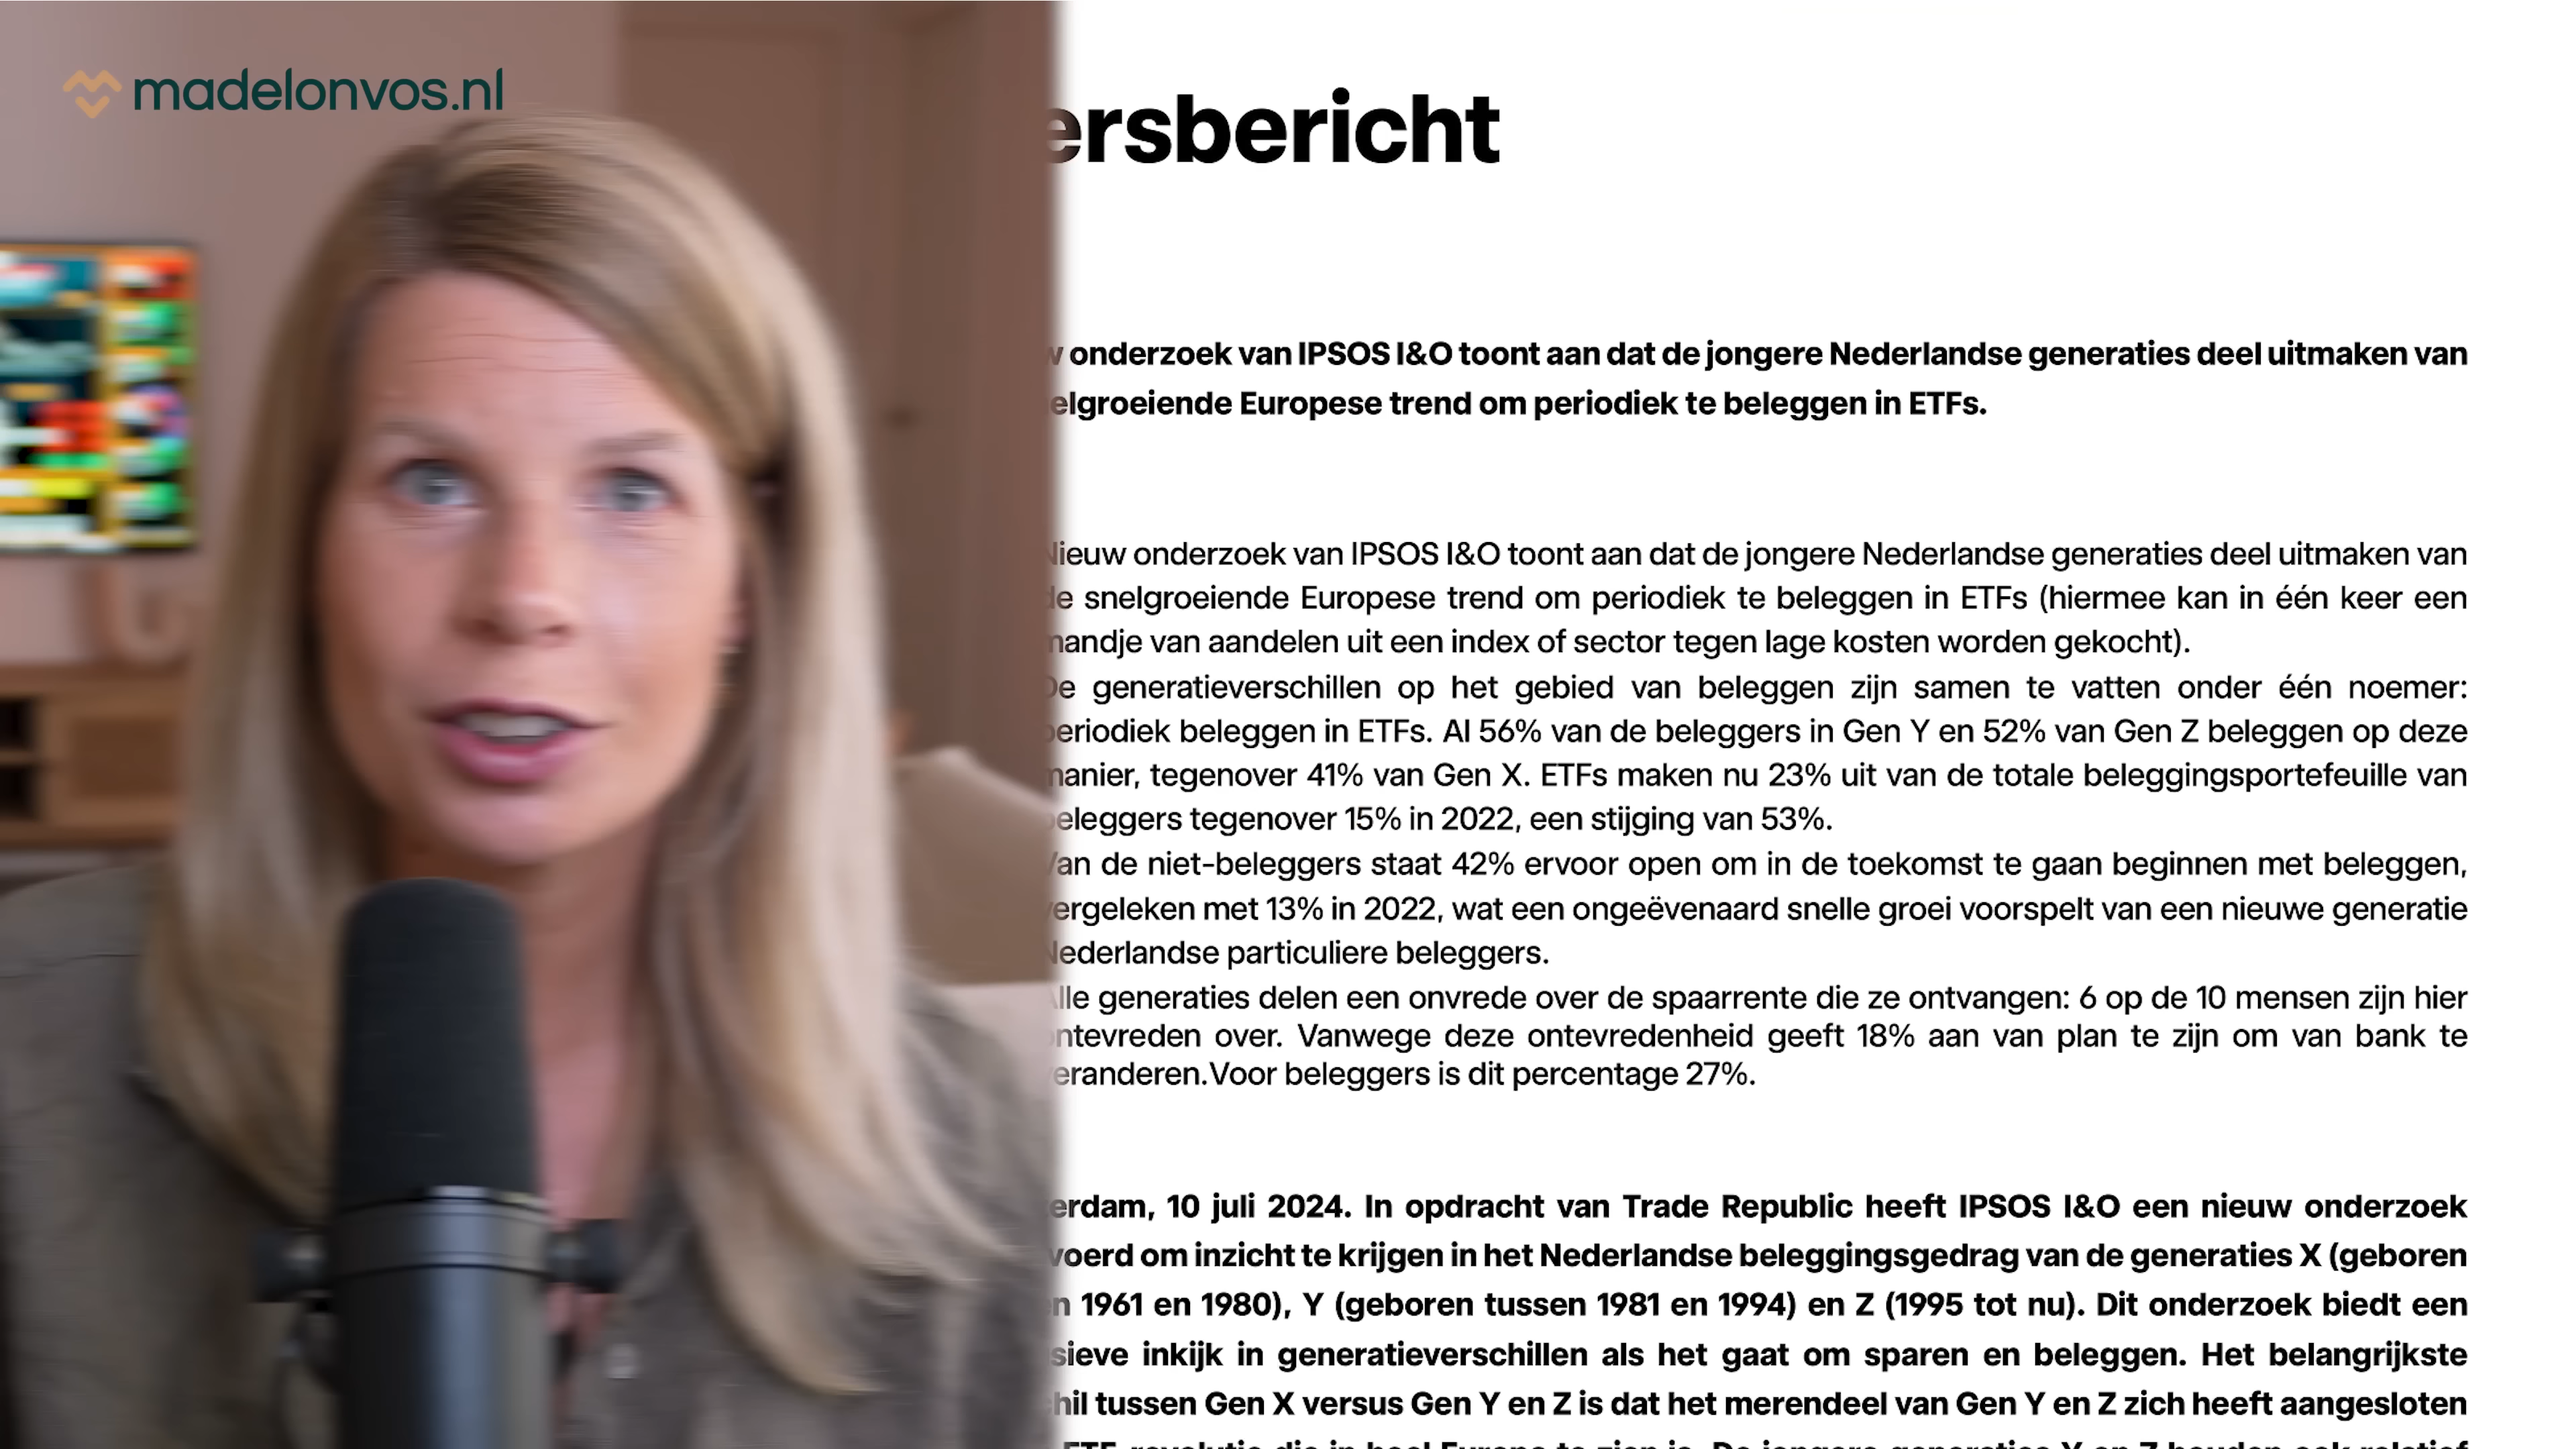 madelonvos.nl
ersbericht
onderzoek van IPSOS I&O toont aan dat de jongere Nederlandse generaties deel uitmaken van
elgroeiende Europese trend om periodiek te beleggen in ETFs.
Nieuw onderzoek van IPSOS I&O toont aan dat de jongere Nederlandse generaties deel uitmaken van
de snelgroeiende Europese trend om periodiek te beleggen in ETFs (hiermee kan in één keer een
mandje van aandelen uit een index of sector tegen lage kosten worden gekocht).
De generatieverschillen op het gebied van beleggen zijn samen te vatten onder één noemer:
periodiek beleggen in ETFs. Al 56% van de beleggers in Gen Y en 52% van Gen Z beleggen op deze
manier, tegenover 41% van Gen X. ETFs maken nu 23% uit van de totale beleggingsportefeuille van
beleggers tegenover 15% in 2022, een stijging van 53%.
Van de niet-beleggers staat 42% ervoor open om in de toekomst te gaan beginnen met beleggen,
vergeleken met 13% in 2022, wat een ongeëvenaard snelle groei voorspelt van een nieuwe generatie
Nederlandse particuliere beleggers.
Alle generaties delen een onvrede over de spaarrente die ze ontvangen: 6 op de 10 mensen zijn hier
ontevreden over. Vanwege deze ontevredenheid geeft 18% aan van plan te zijn om van bank te
veranderen.Voor beleggers is dit percentage 27%.
erdam, 10 juli 2024. In opdracht van Trade Republic heeft IPSOS I&O een nieuw onderzoek
voerd om inzicht te krijgen in het Nederlandse beleggingsgedrag van de generaties X (geboren
n 1961 en 1980), Y (geboren tussen 1981 en 1994) en Z (1995 tot nu). Dit onderzoek biedt een
sieve inkijk in generatieverschillen als het gaat om sparen en beleggen. Het belangrijkste
hil tussen Gen X versus Gen Y en Z is dat het merendeel van Gen Y en Z zich heeft aangesloten